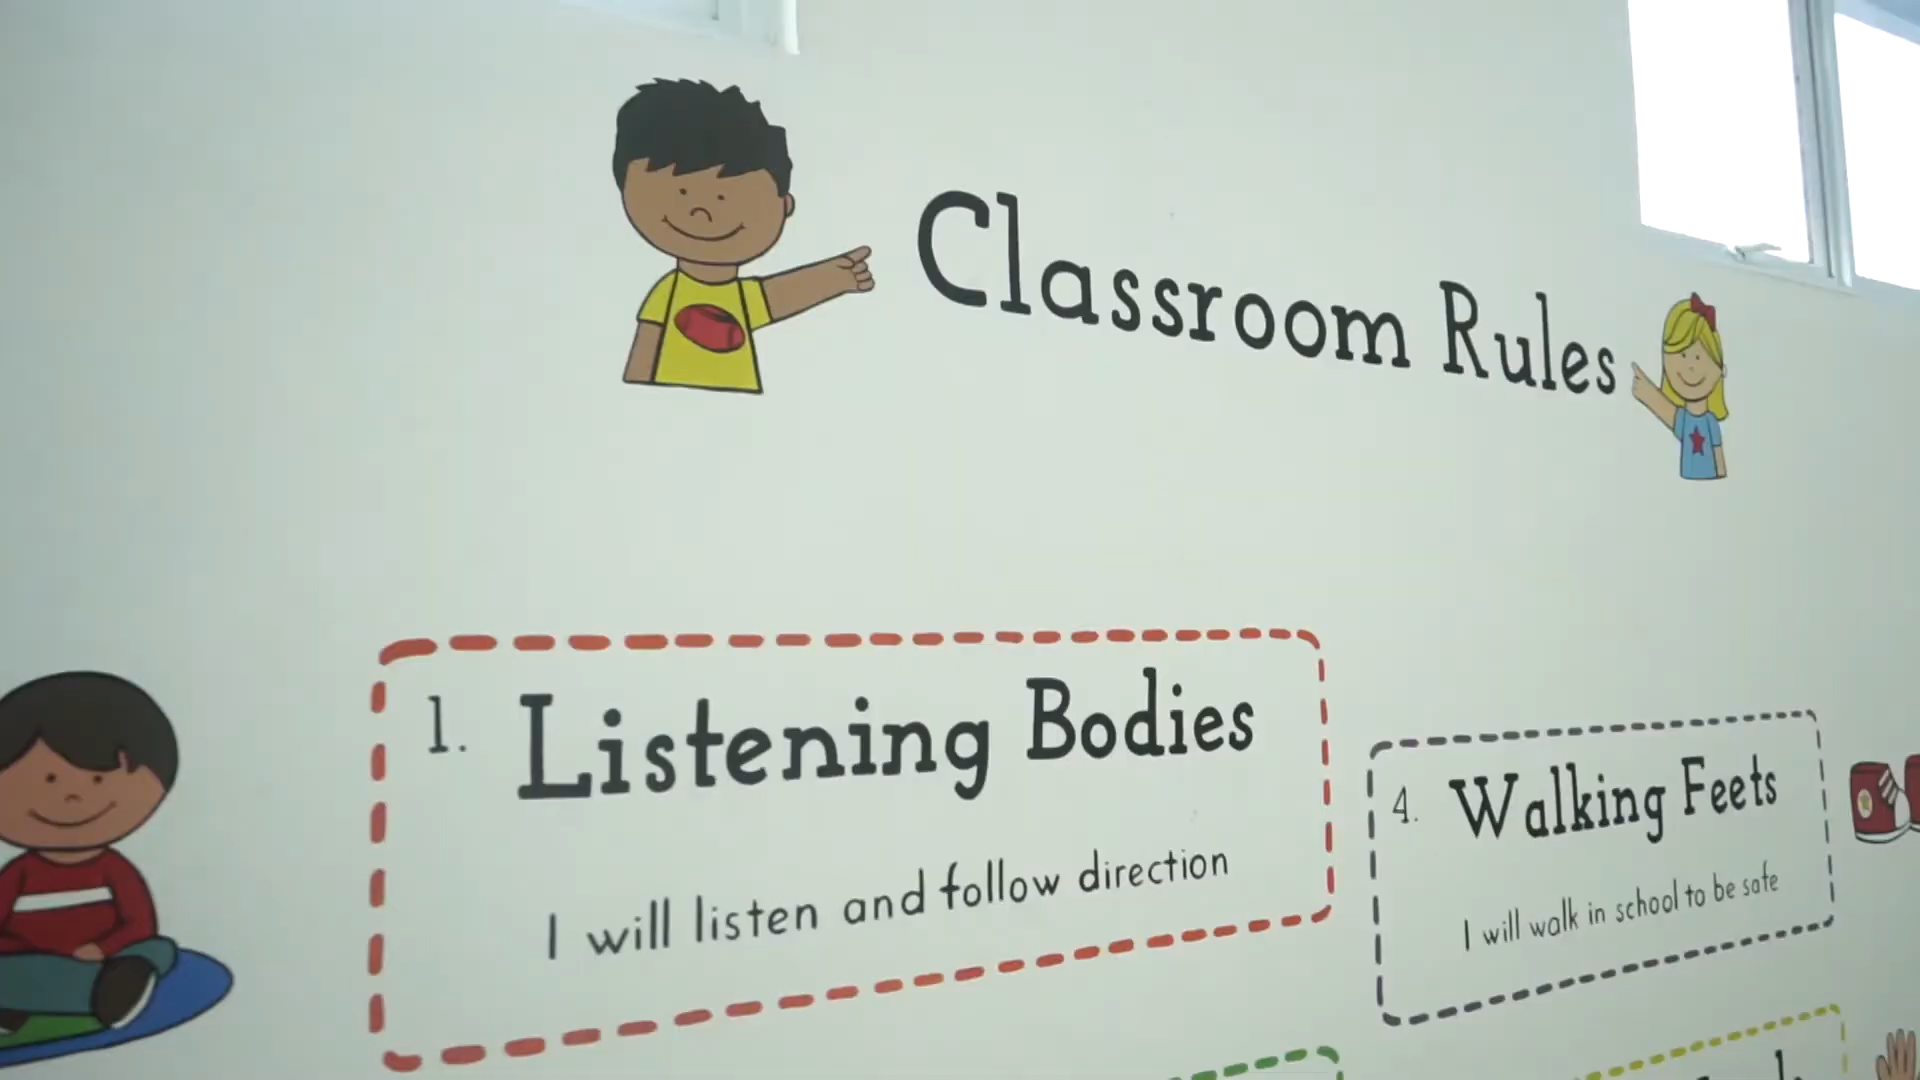 Classroom Rules
1. Listening Bodies
I will listen and follow direction
4. Walking Feets
I will walk in school to be safe